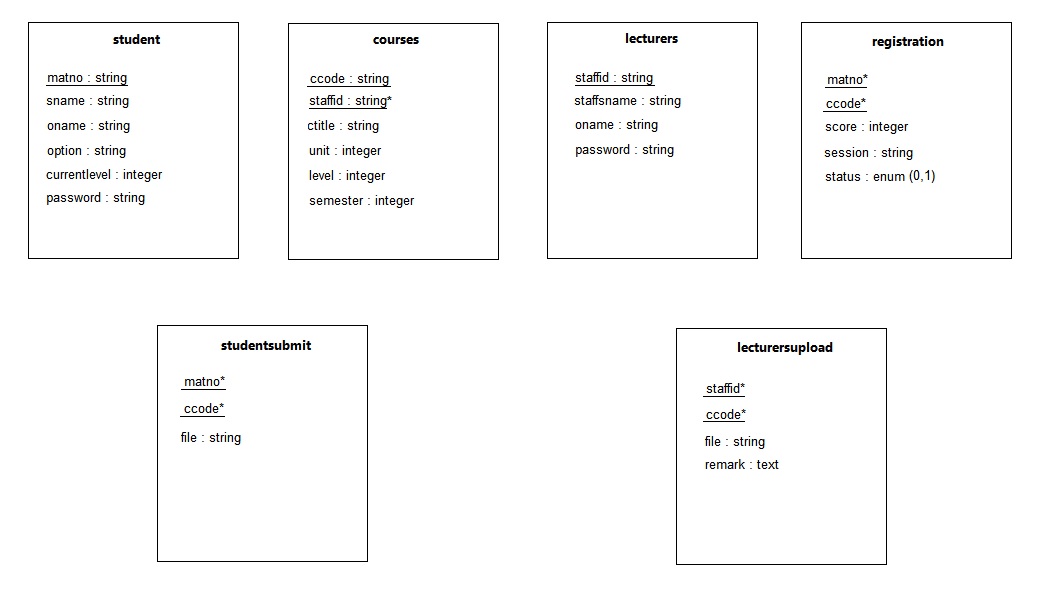 student
matno : string
sname : string
oname : string
option : string
currentlevel : integer
password : string
courses
ccode : string
staffid : string*
ctitle : string
unit : integer
level : integer
semester : integer
lecturers
staffid : string
staffsname : string
oname : string
password : string
registration
matno*
ccode*
score : integer
session : string
status : enum (0,1)
studentsubmit
matno*
ccode*
file : string
lecturersupload
staffid*
ccode*
file : string
remark : text